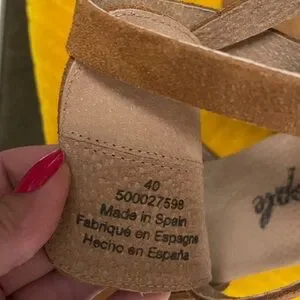 40
500027598
Made in Spain
Fabriqué en Espagne
Hecho en España